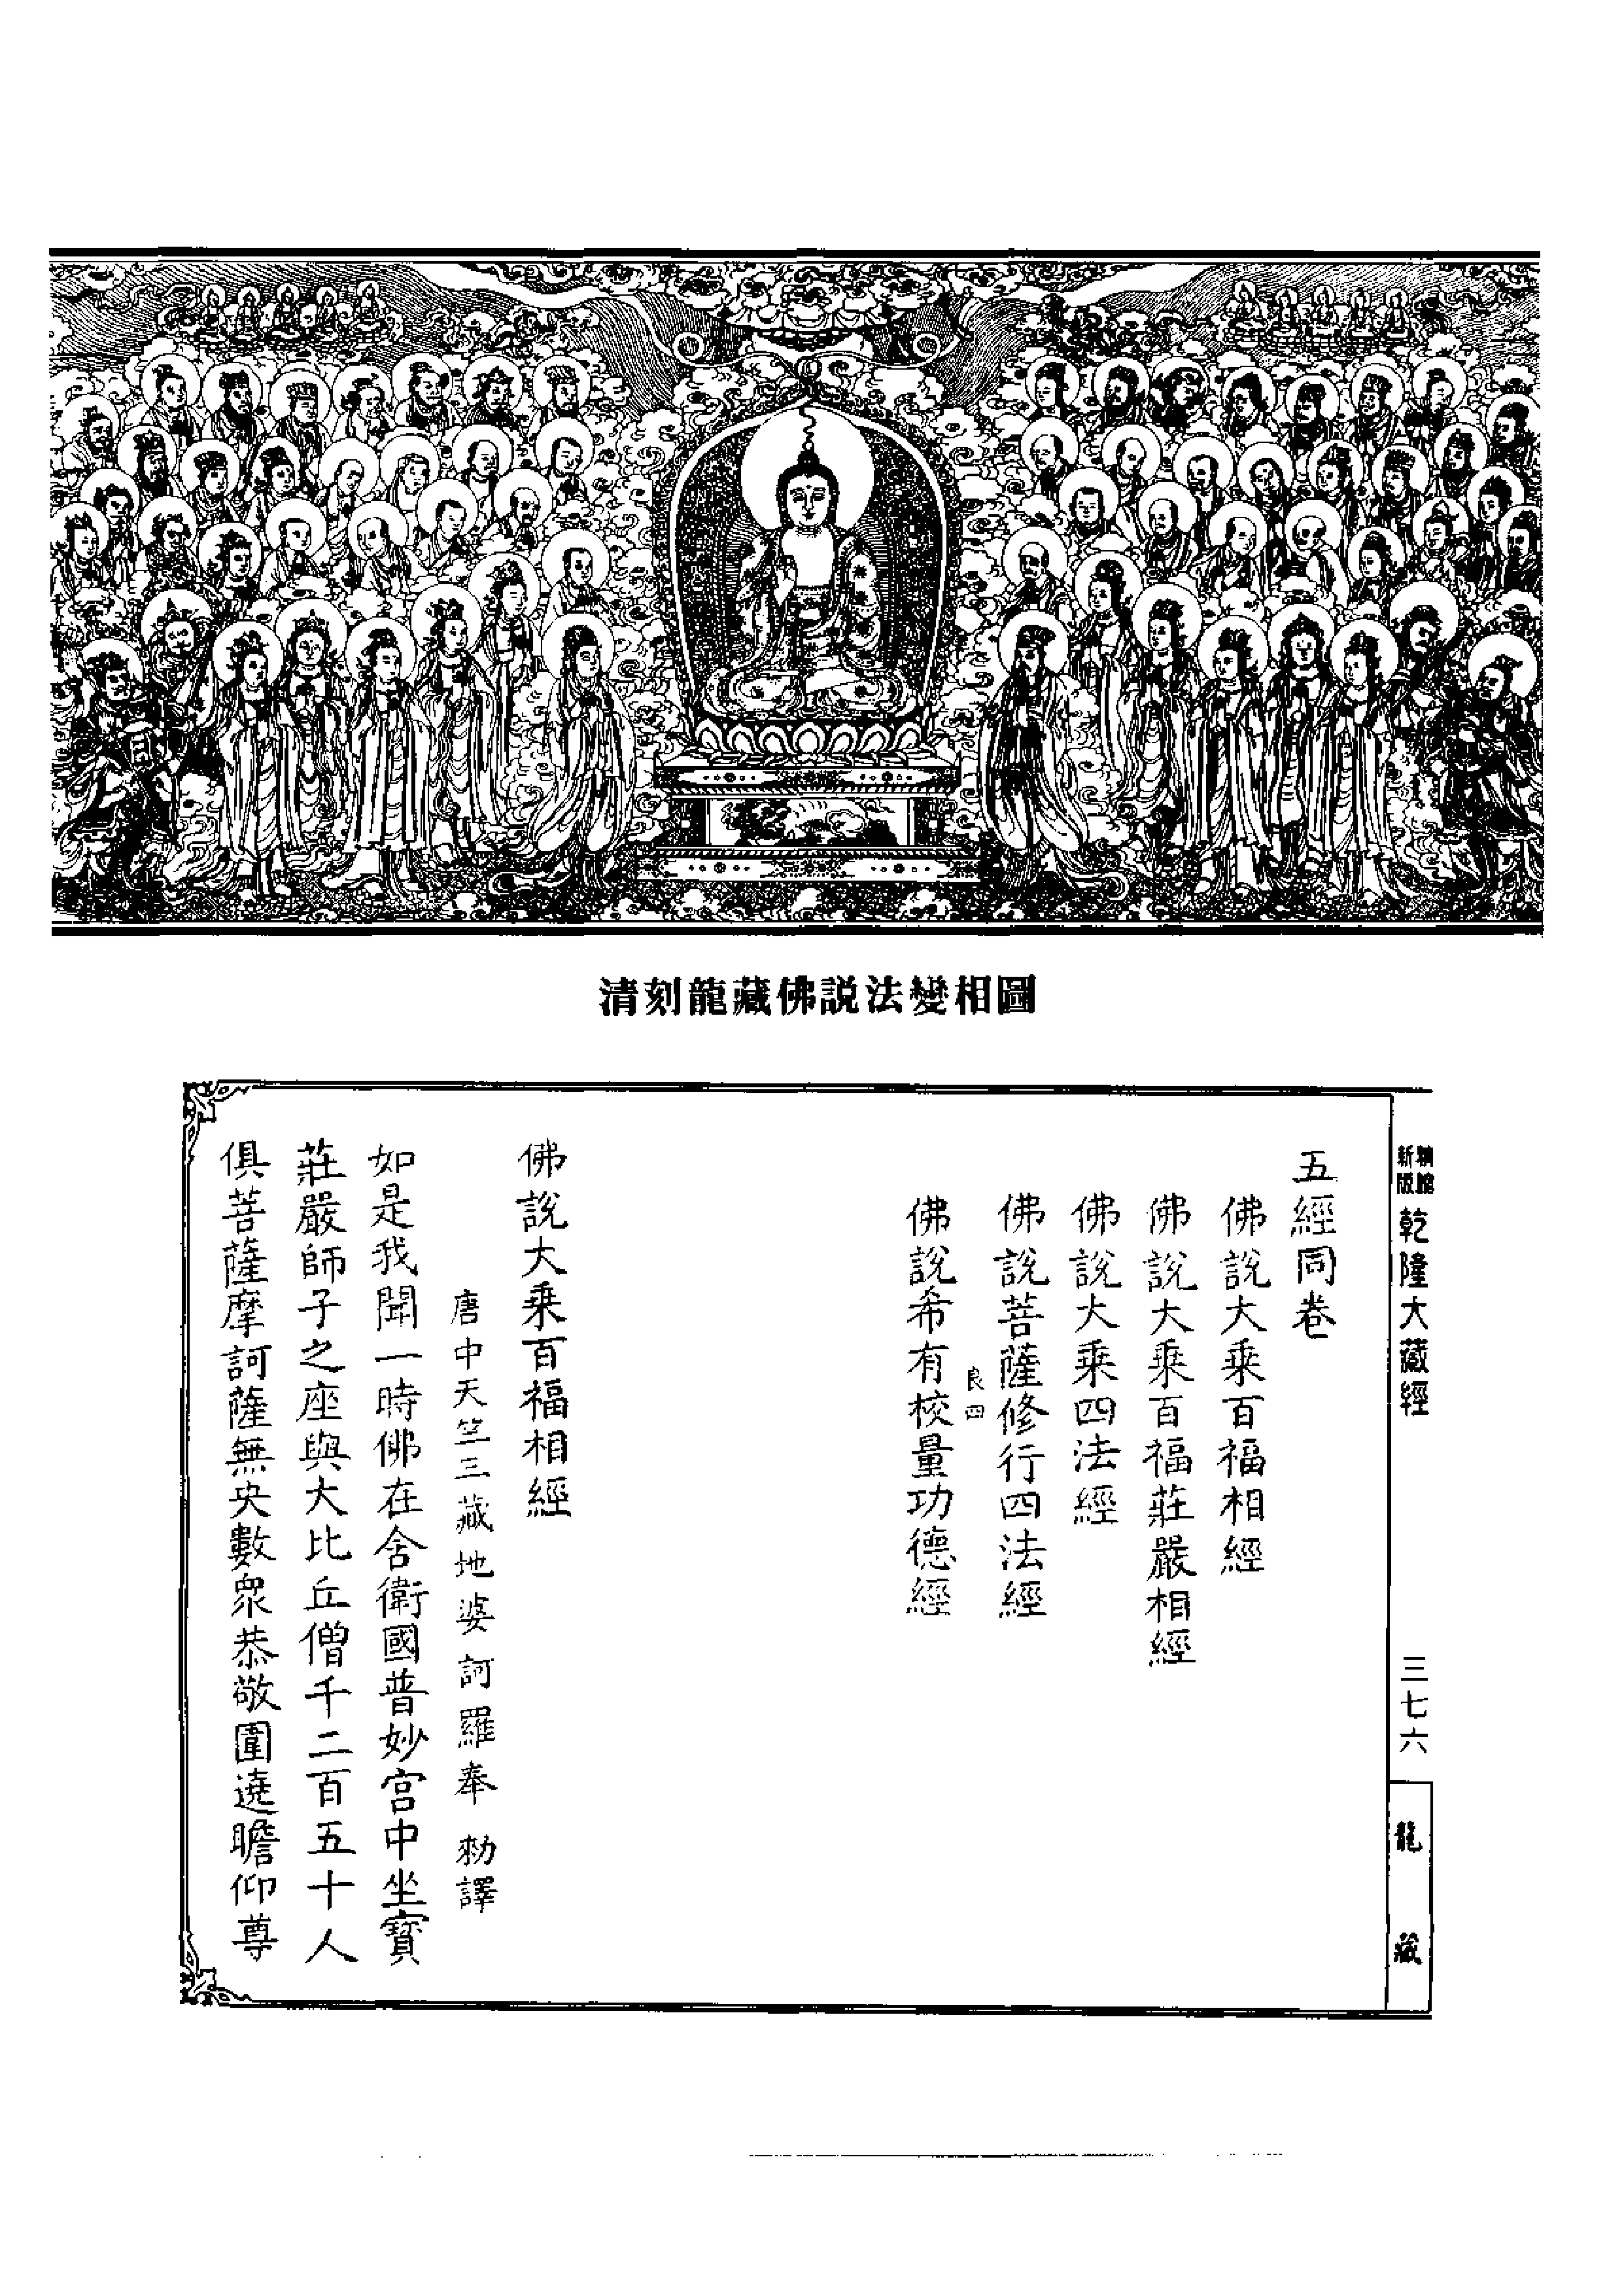 清刻龍藏佛説法變相圖
新版
乾隆大藏經
三七六
龍藏
五經同卷
佛說大乘百福相經
佛說大乘百福莊嚴相經
佛說大乘四法經
佛說菩薩修行四法經
良四
佛說希有校量功德經
佛說大乘百福相經
唐中天竺三藏地婆訶羅奉 勑譯
如是我聞一時佛在舍衛國普妙宮中坐寶
莊嚴師子之座與大比丘僧千二百五十人
俱菩薩摩訶薩無央數眾恭敬圍遶瞻仰尊